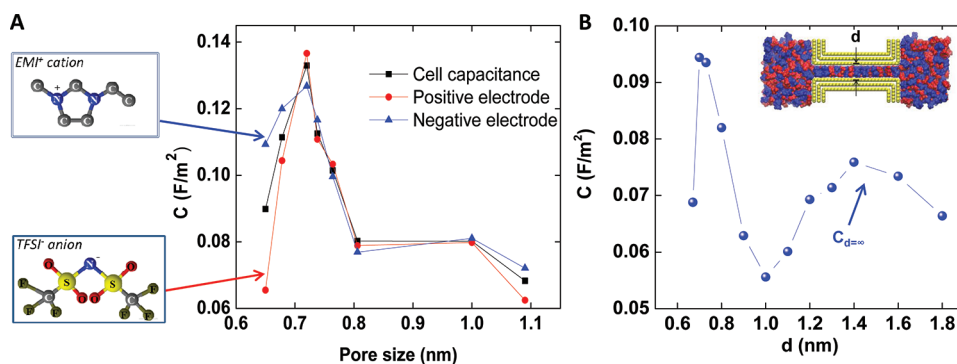 A
EMI⁺ cation
C
+
N
N
C
C
C
C
C
TFSI⁻ anion
O
N
-
O
S
S
F
C
O
O
C
F
F
F
F
F
C (F/m²)
0.14
0.12
0.10
0.08
0.06
0.6 0.7 0.8 0.9 1.0 1.1
Pore size (nm)
Cell capacitance
Positive electrode
Negative electrode
B
C (F/m²)
0.10
0.09
0.08
0.07
0.06
0.05
0.6 0.8 1.0 1.2 1.4 1.6 1.8
d (nm)
d
C d=∞